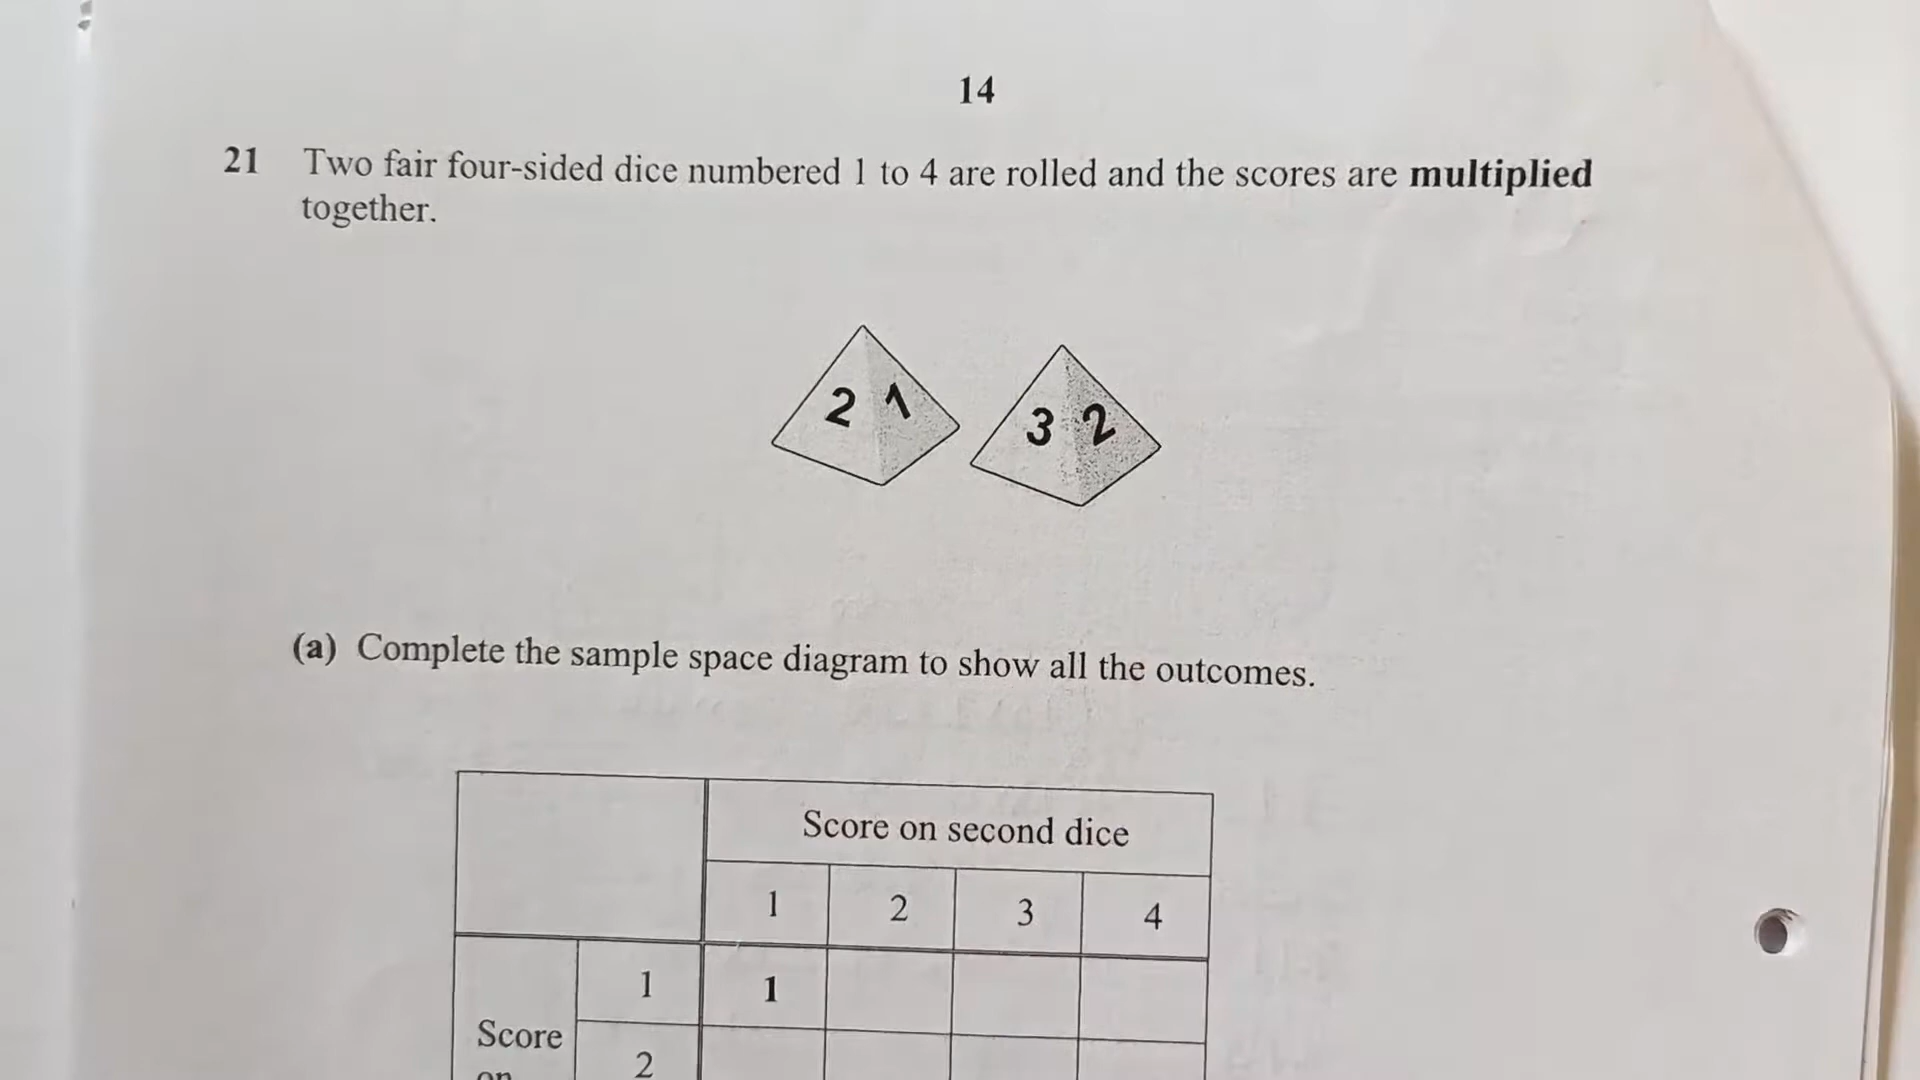 14
21 Two fair four-sided dice numbered 1 to 4 are rolled and the scores are multiplied
together.
2 1 3 2
(a) Complete the sample space diagram to show all the outcomes.
Score on second dice
1 2 3 4
1 1
Score
2
on